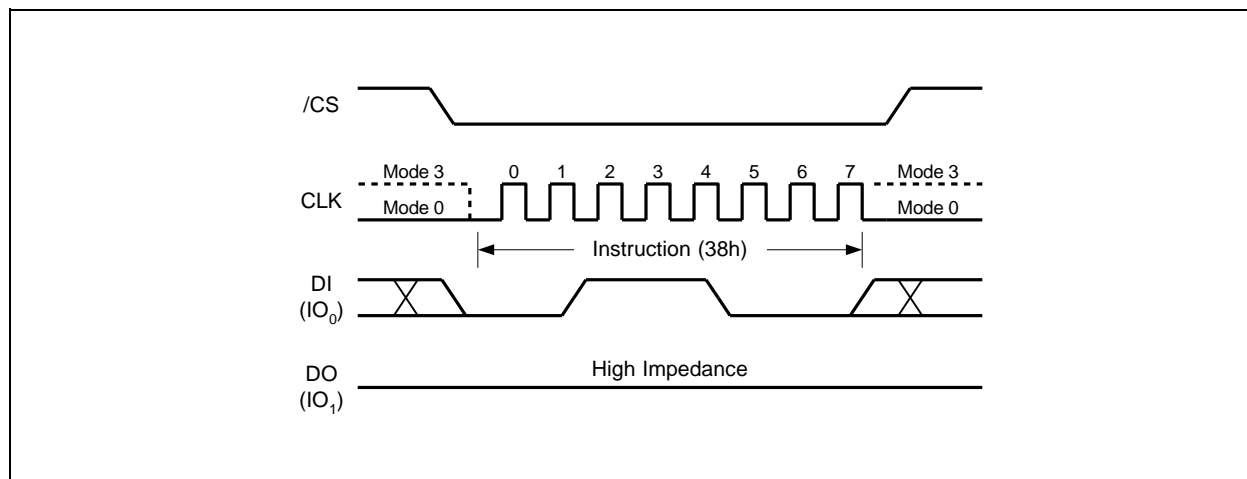 /CS
Mode 3 0 1 2 3 4 5 6 7 Mode 3
CLK
Mode 0 Mode 0
Instruction (38h)
DI
(IO₀)
High Impedance
DO
(IO₁)